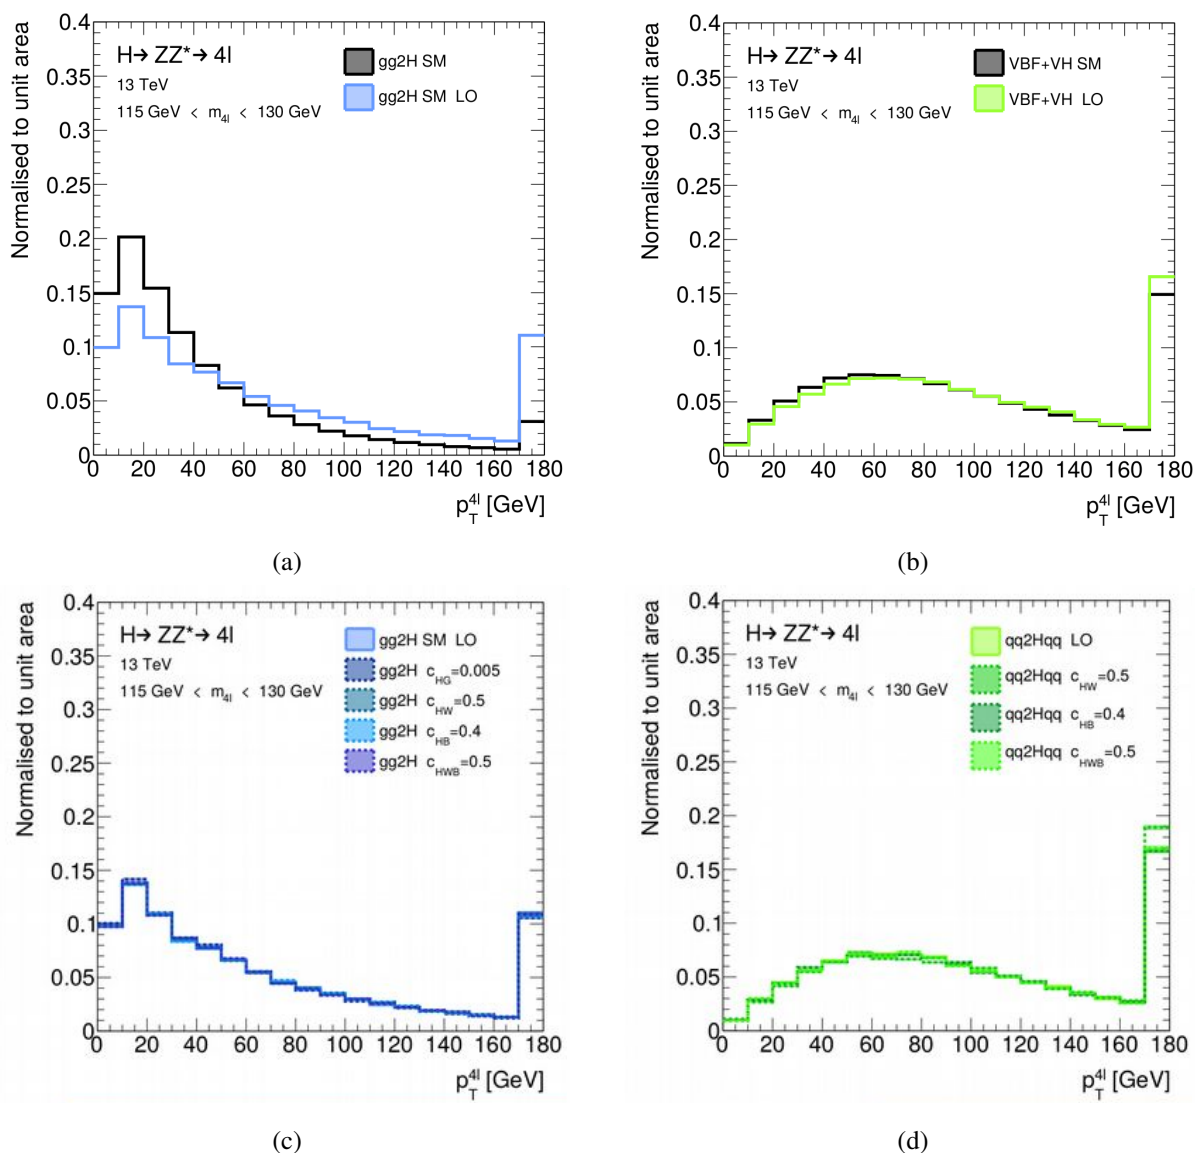 Normalised to unit area
0.4
0.35
0.3
0.25
0.2
0.15
0.1
0.05
0
H→ ZZ*→ 4l
13 TeV
115 GeV < m4l < 130 GeV
gg2H SM
gg2H SM LO
0 20 40 60 80 100 120 140 160 180
pT4l [GeV]
(a)
Normalised to unit area
0.4
0.35
0.3
0.25
0.2
0.15
0.1
0.05
0
H→ ZZ*→ 4l
13 TeV
115 GeV < m4l < 130 GeV
VBF+VH SM
VBF+VH LO
0 20 40 60 80 100 120 140 160 180
pT4l [GeV]
(b)
Normalised to unit area
0.4
0.35
0.3
0.25
0.2
0.15
0.1
0.05
0
H→ ZZ*→ 4l
13 TeV
115 GeV < m4l < 130 GeV
gg2H SM LO
gg2H cHG=0.005
gg2H cHW=0.5
gg2H cHB=0.4
gg2H cHWB=0.5
0 20 40 60 80 100 120 140 160 180
pT4l [GeV]
(c)
Normalised to unit area
0.4
0.35
0.3
0.25
0.2
0.15
0.1
0.05
0
H→ ZZ*→ 4l
13 TeV
115 GeV < m4l < 130 GeV
qq2Hqq LO
qq2Hqq cHW=0.5
qq2Hqq cHB=0.4
qq2Hqq cHWB=0.5
0 20 40 60 80 100 120 140 160 180
pT4l [GeV]
(d)